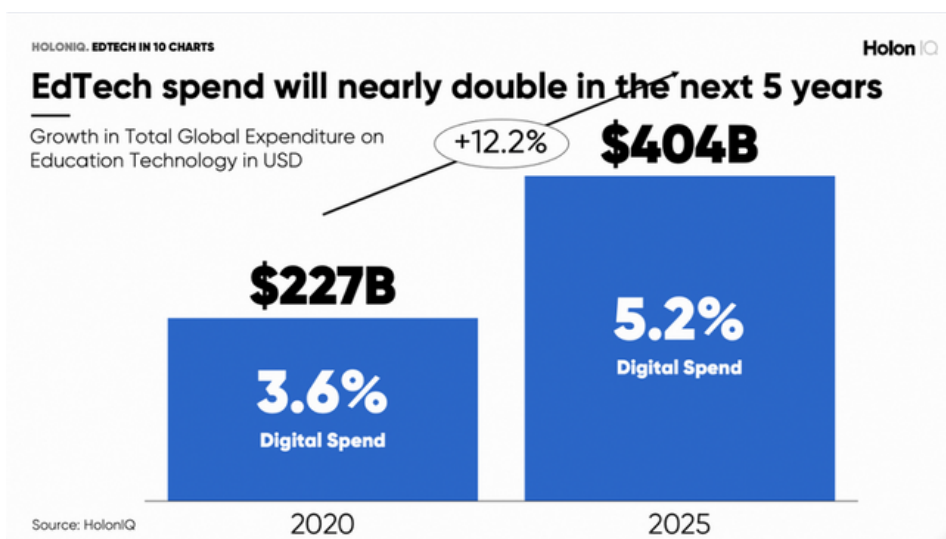 HOLONIQ. EDTECH IN 10 CHARTS
Holon IQ
EdTech spend will nearly double in the next 5 years
Growth in Total Global Expenditure on
Education Technology in USD
+12.2%
$404B
$227B
5.2%
Digital Spend
3.6%
Digital Spend
2020
2025
Source: HolonIQ